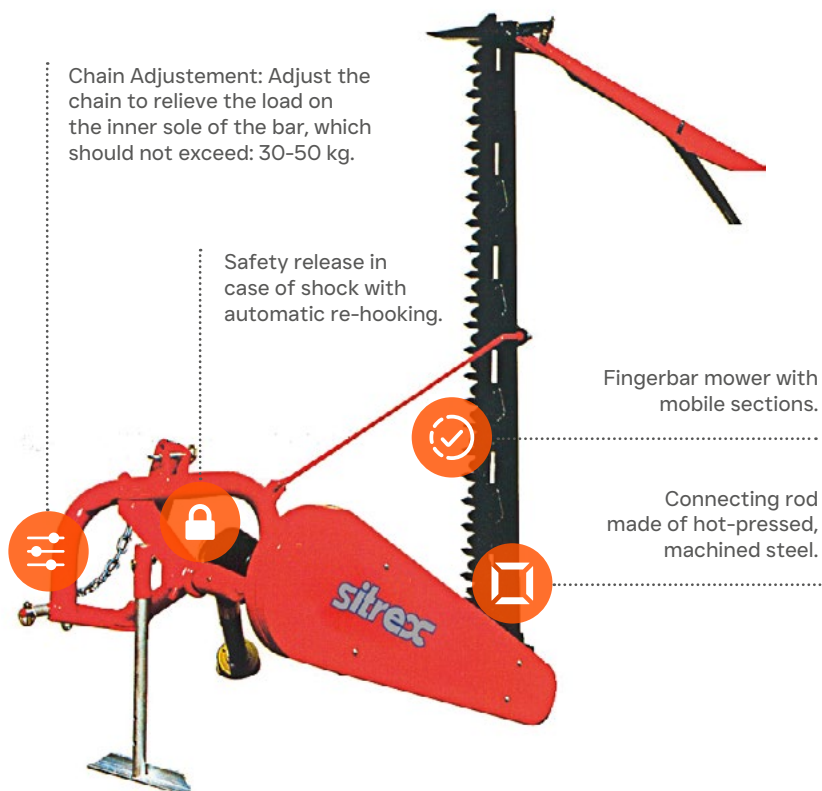 Chain Adjustement: Adjust the
chain to relieve the load on
the inner sole of the bar, which
should not exceed: 30-50 kg.
Safety release in
case of shock with
automatic re-hooking.
Fingerbar mower with
mobile sections.
Connecting rod
made of hot-pressed,
machined steel.
sitrex